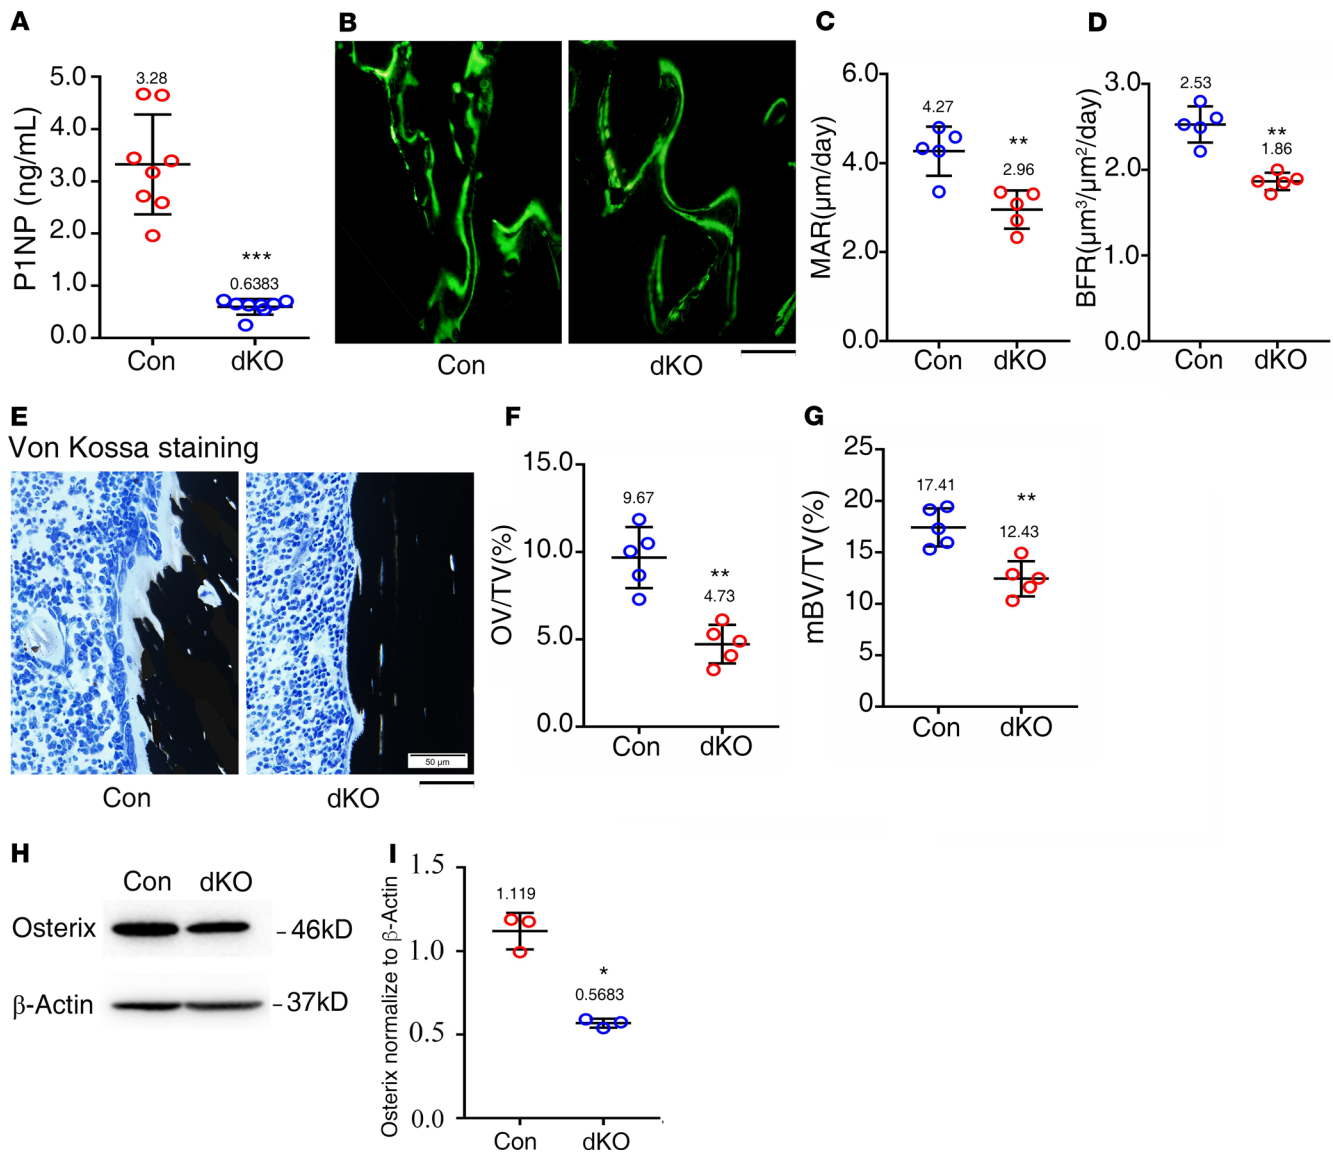 A
P1NP (ng/mL)
5.0
4.0
3.0
2.0
1.0
0.0
3.28
***
0.6383
Con
dKO
B
Con
dKO
C
MAR(µm/day)
6.0
4.0
2.0
0.0
4.27
**
2.96
Con
dKO
D
BFR(µm³/µm²/day)
3.0
2.0
1.0
0.0
2.53
**
1.86
Con
dKO
E
Von Kossa staining
50 µm
Con
dKO
F
OV/TV(%)
15.0
10.0
5.0
0.0
9.67
**
4.73
Con
dKO
G
mBV/TV(%)
25
20
15
10
5
0
17.41
**
12.43
Con
dKO
H
Con dKO
Osterix - 46kD
β-Actin -37kD
I
Osterix normalize to β-Actin
1.5
1.0
0.5
0.0
1.119
*
0.5683
Con
dKO